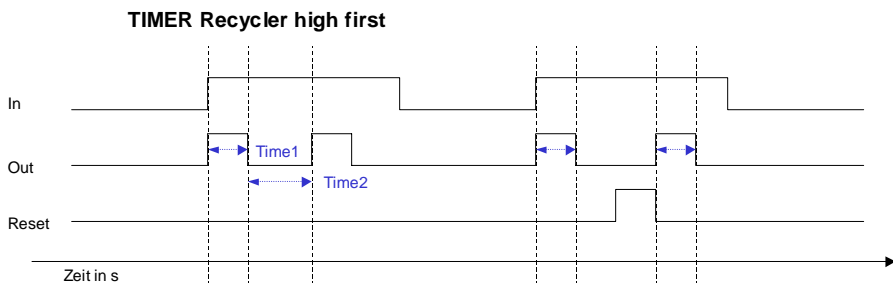 TIMER Recycler high first
In
Time1
Out
Time2
Reset
Zeit in s